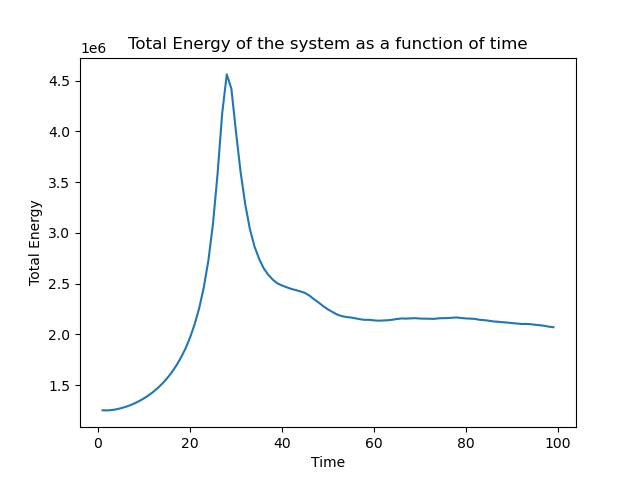 Total Energy of the system as a function of time
1e6
4.5
4.0
3.5
3.0
2.5
2.0
1.5
Total Energy
0 20 40 60 80 100
Time